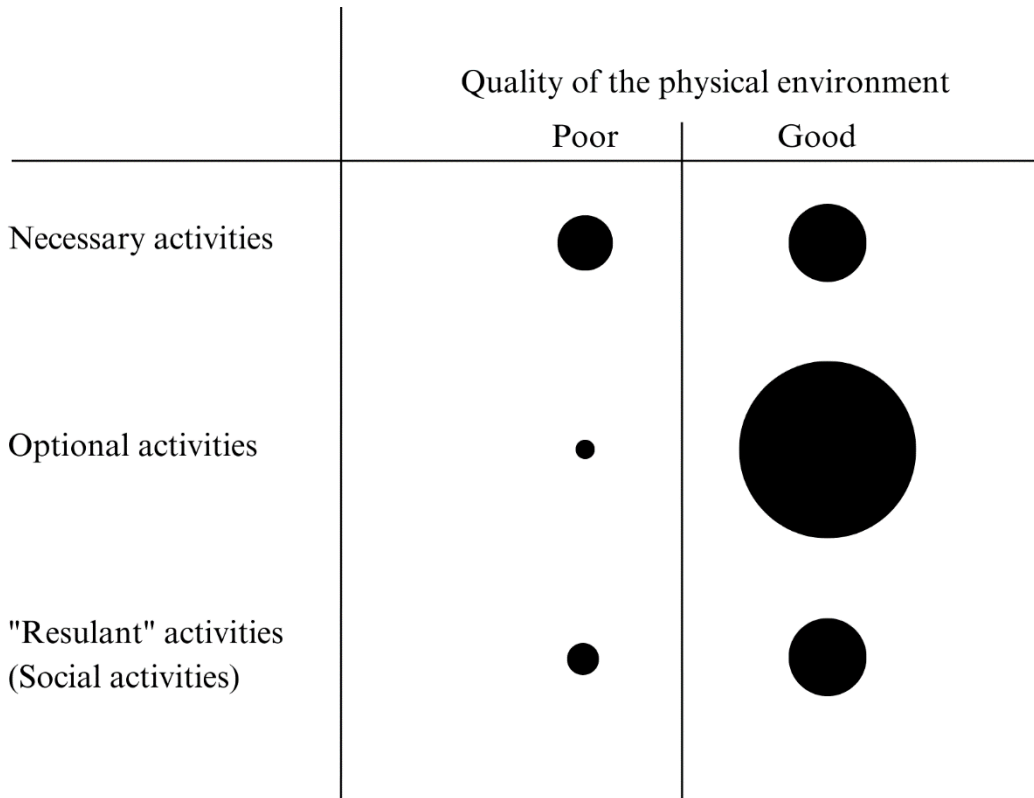 Quality of the physical environment
Poor Good
Necessary activities
Optional activities
"Resulant" activities
(Social activities)